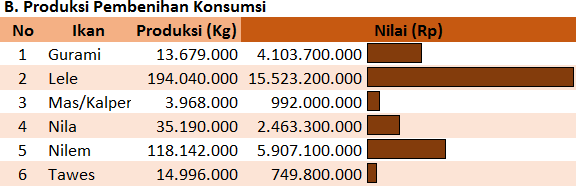 B. Produksi Pembenihan Konsumsi
No Ikan Produksi (Kg) Nilai (Rp)
1 Gurami 13.679.000 4.103.700.000
2 Lele 194.040.000 15.523.200.000
3 Mas/Kalper 3.968.000 992.000.000
4 Nila 35.190.000 2.463.300.000
5 Nilem 118.142.000 5.907.100.000
6 Tawes 14.996.000 749.800.000